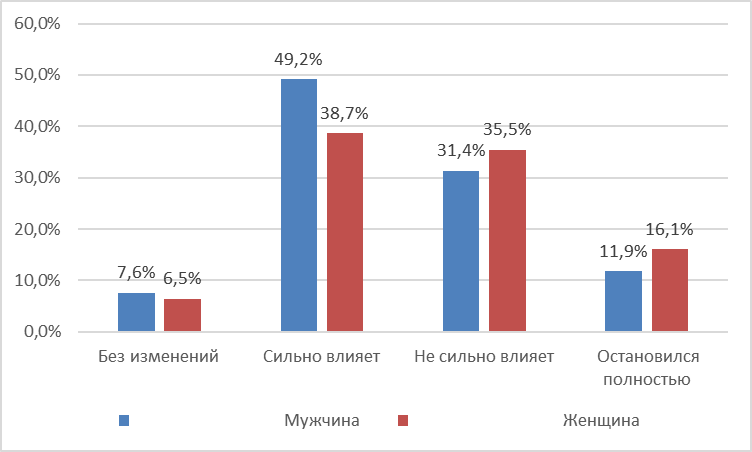 60,0%
50,0%
40,0%
30,0%
20,0%
10,0%
0,0%
49,2%
38,7%
31,4%
35,5%
7,6%
6,5%
11,9%
16,1%
Без изменений
Сильно влияет
Не сильно влияет
Остановился
полностью
Мужчина
Женщина